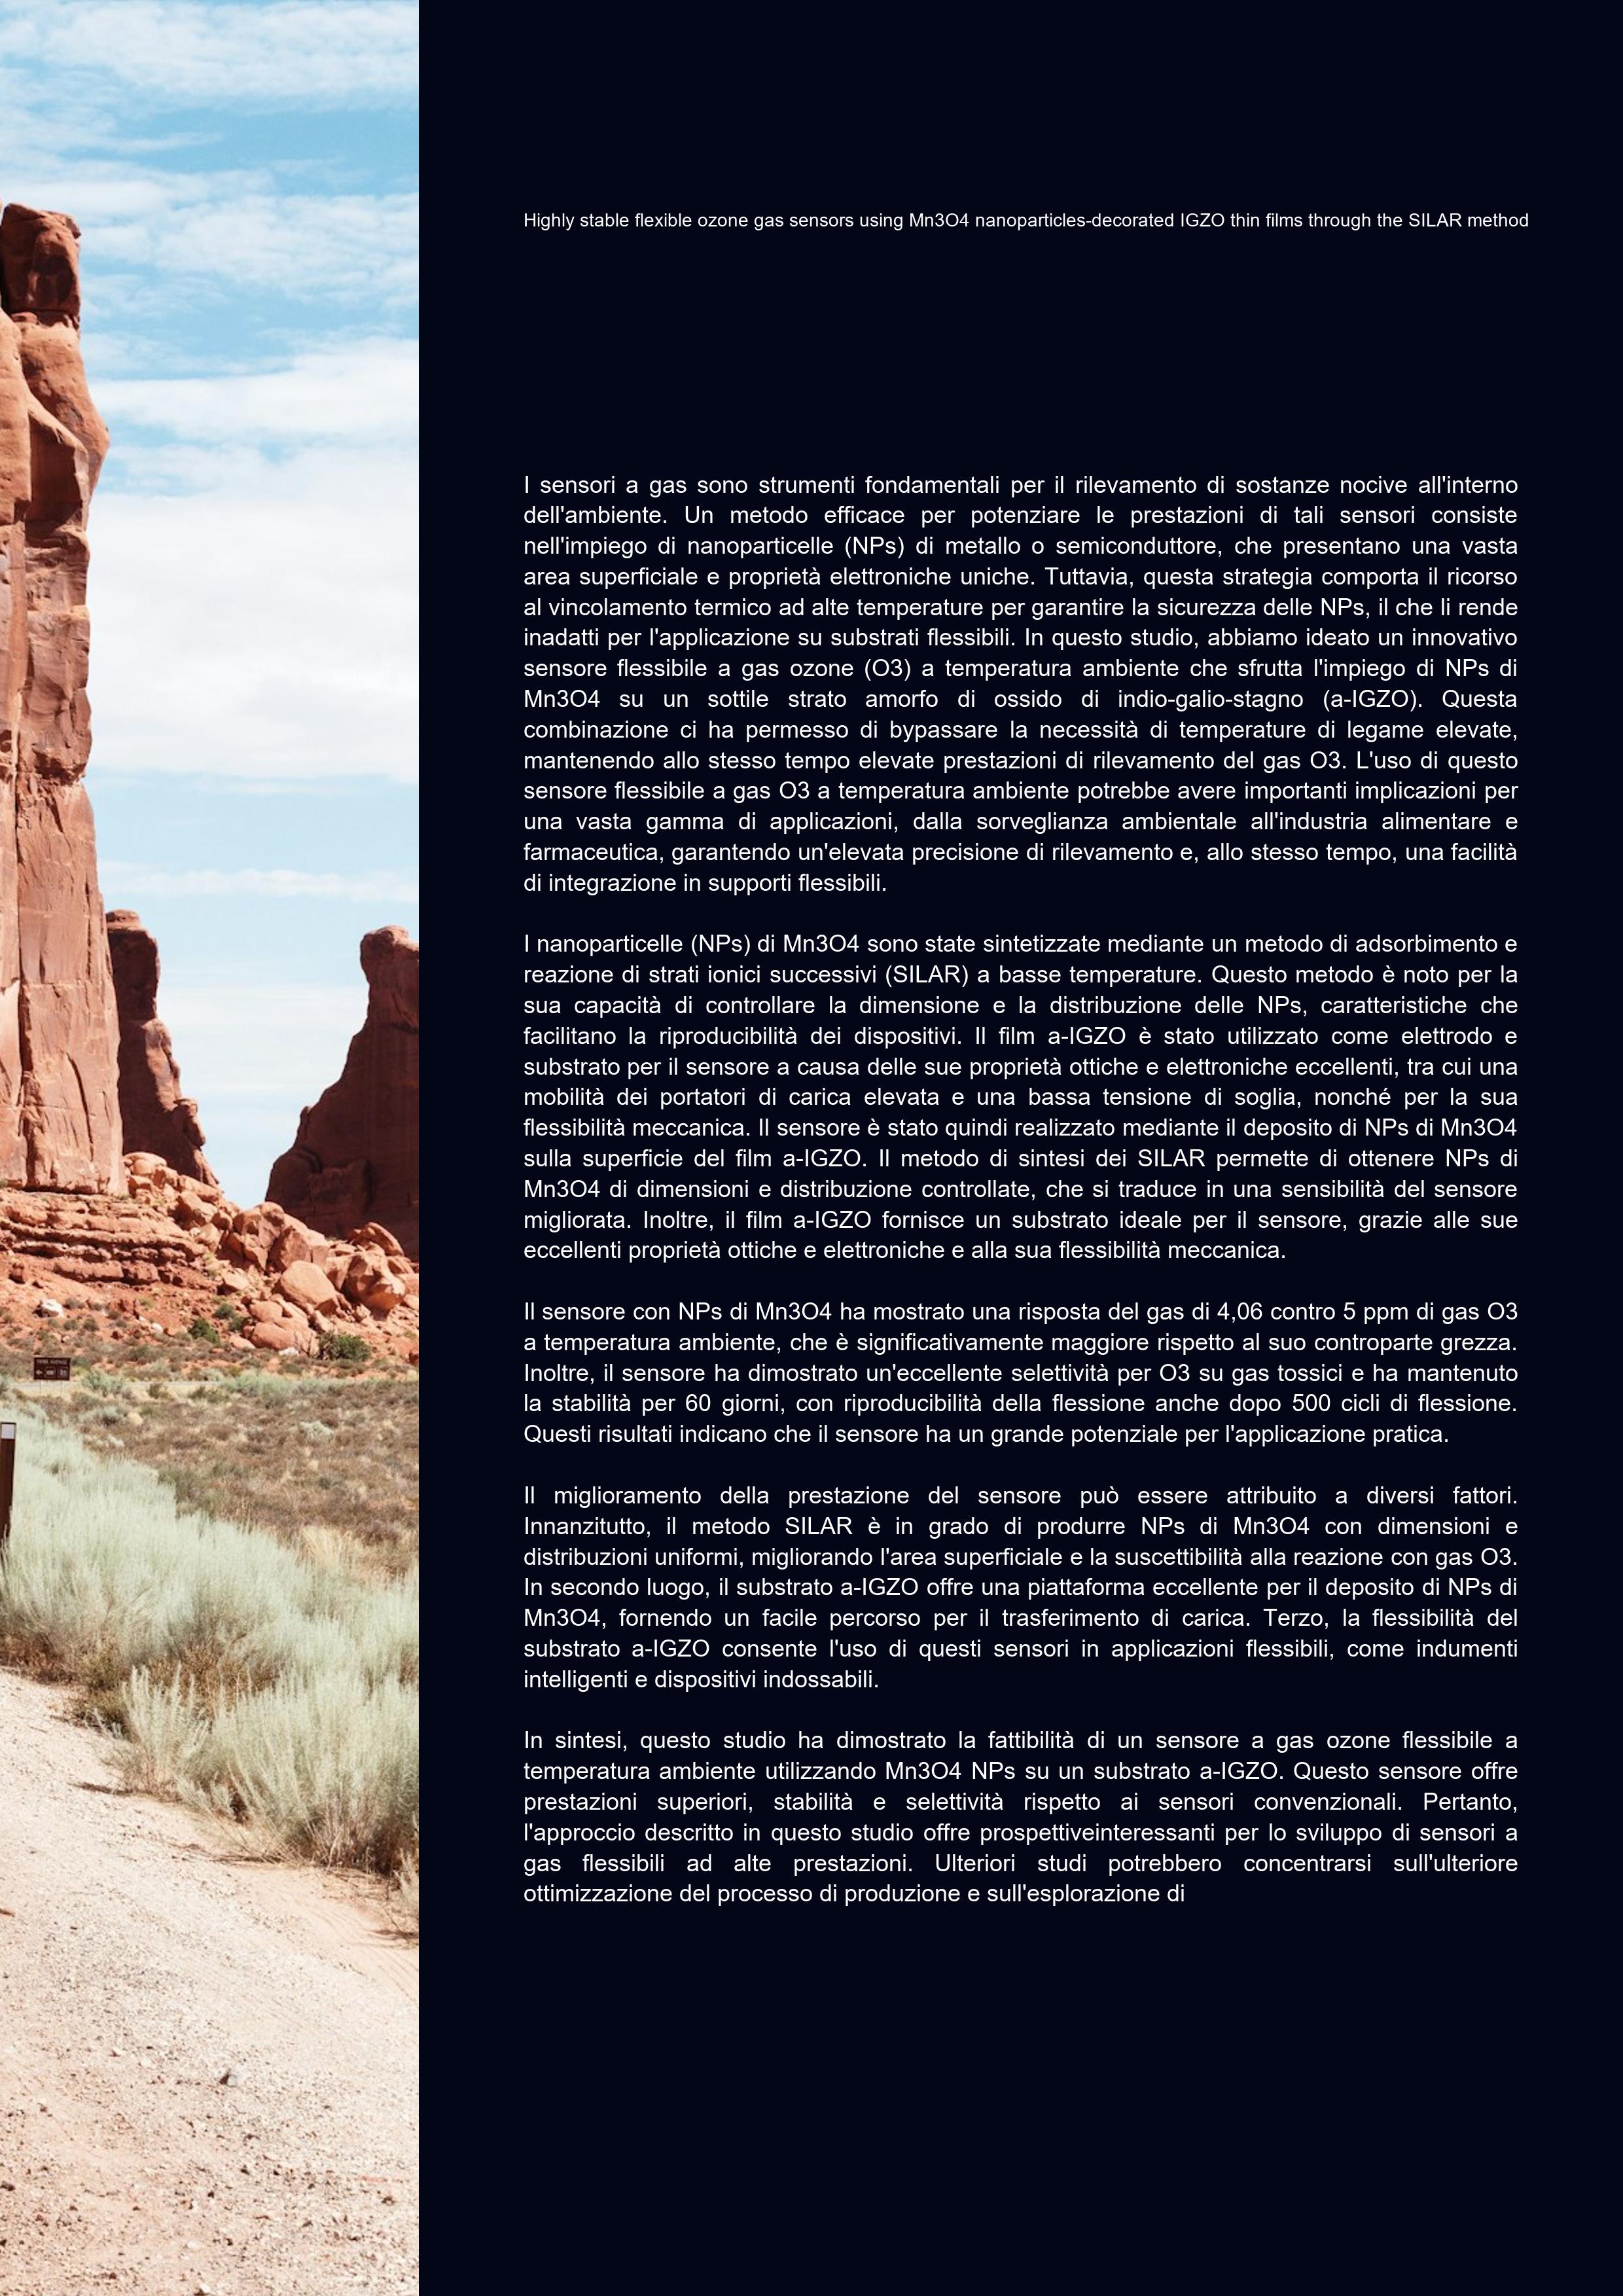 Highly stable flexible ozone gas sensors using Mn3O4 nanoparticles-decorated IGZO thin films through the SILAR method
I sensori a gas sono strumenti fondamentali per il rilevamento di sostanze nocive all'interno
dell'ambiente. Un metodo efficace per potenziare le prestazioni di tali sensori consiste
nell'impiego di nanoparticelle (NPs) di metallo o semiconduttore, che presentano una vasta
area superficiale e proprietà elettroniche uniche. Tuttavia, questa strategia comporta il ricorso
al vincolamento termico ad alte temperature per garantire la sicurezza delle NPs, il che li rende
inadatti per l'applicazione su substrati flessibili. In questo studio, abbiamo ideato un innovativo
sensore flessibile a gas ozone (O3) a temperatura ambiente che sfrutta l'impiego di NPs di
Mn3O4 su un sottile strato amorfo di ossido di indio-galio-stagno (a-IGZO). Questa
combinazione ci ha permesso di bypassare la necessità di temperature di legame elevate,
mantenendo allo stesso tempo elevate prestazioni di rilevamento del gas O3. L'uso di questo
sensore flessibile a gas O3 a temperatura ambiente potrebbe avere importanti implicazioni per
una vasta gamma di applicazioni, dalla sorveglianza ambientale all'industria alimentare e
farmaceutica, garantendo un'elevata precisione di rilevamento e, allo stesso tempo, una facilità
di integrazione in supporti flessibili.
I nanoparticelle (NPs) di Mn3O4 sono state sintetizzate mediante un metodo di adsorbimento e
reazione di strati ionici successivi (SILAR) a basse temperature. Questo metodo è noto per la
sua capacità di controllare la dimensione e la distribuzione delle NPs, caratteristiche che
facilitano la riproducibilità dei dispositivi. Il film a-IGZO è stato utilizzato come elettrodo e
substrato per il sensore a causa delle sue proprietà ottiche e elettroniche eccellenti, tra cui una
mobilità dei portatori di carica elevata e una bassa tensione di soglia, nonché per la sua
flessibilità meccanica. Il sensore è stato quindi realizzato mediante il deposito di NPs di Mn3O4
sulla superficie del film a-IGZO. Il metodo di sintesi dei SILAR permette di ottenere NPs di
Mn3O4 di dimensioni e distribuzione controllate, che si traduce in una sensibilità del sensore
migliorata. Inoltre, il film a-IGZO fornisce un substrato ideale per il sensore, grazie alle sue
eccellenti proprietà ottiche e elettroniche e alla sua flessibilità meccanica.
Il sensore con NPs di Mn3O4 ha mostrato una risposta del gas di 4,06 contro 5 ppm di gas O3
a temperatura ambiente, che è significativamente maggiore rispetto al suo controparte grezza.
Inoltre, il sensore ha dimostrato un'eccellente selettività per O3 su gas tossici e ha mantenuto
la stabilità per 60 giorni, con riproducibilità della flessione anche dopo 500 cicli di flessione.
Questi risultati indicano che il sensore ha un grande potenziale per l'applicazione pratica.
Il miglioramento della prestazione del sensore può essere attribuito a diversi fattori.
Innanzitutto, il metodo SILAR è in grado di produrre NPs di Mn3O4 con dimensioni e
distribuzioni uniformi, migliorando l'area superficiale e la suscettibilità alla reazione con gas O3.
In secondo luogo, il substrato a-IGZO offre una piattaforma eccellente per il deposito di NPs di
Mn3O4, fornendo un facile percorso per il trasferimento di carica. Terzo, la flessibilità del
substrato a-IGZO consente l'uso di questi sensori in applicazioni flessibili, come indumenti
intelligenti e dispositivi indossabili.
In sintesi, questo studio ha dimostrato la fattibilità di un sensore a gas ozone flessibile a
temperatura ambiente utilizzando Mn3O4 NPs su un substrato a-IGZO. Questo sensore offre
prestazioni superiori, stabilità e selettività rispetto ai sensori convenzionali. Pertanto,
l'approccio descritto in questo studio offre prospettiveinteressanti per lo sviluppo di sensori a
gas flessibili ad alte prestazioni. Ulteriori studi potrebbero concentrarsi sull'ulteriore
ottimizzazione del processo di produzione e sull'esplorazione di